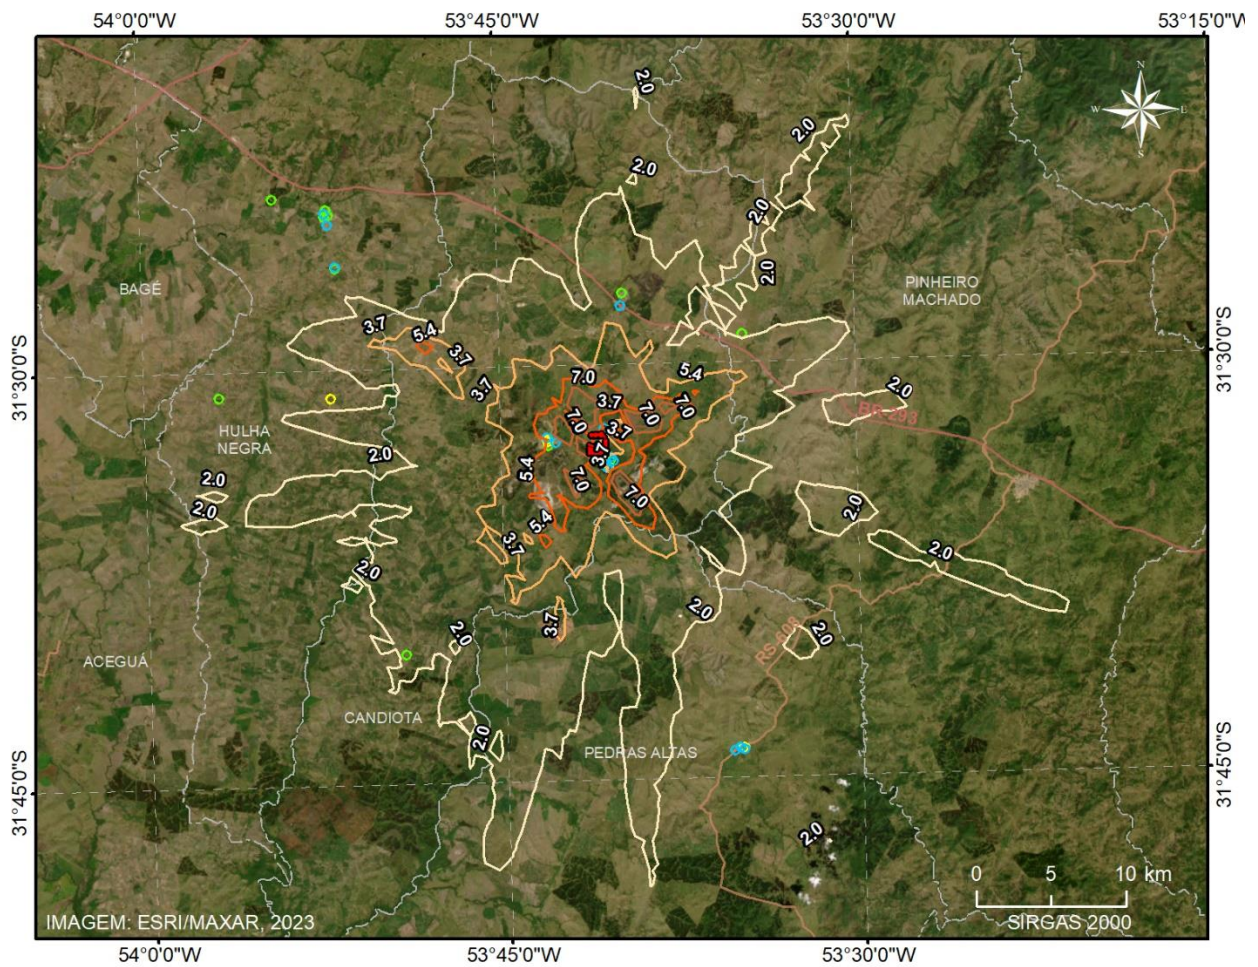 54°0'0"W
53°45'0"W
53°30'0"W
53°15'0"W
N
W
E
S
2.0
2.0
2.0
2.0
2.0
BAGÉ
PINHEIRO
MACHADO
31°30'0"S
31°30'0"S
3.7
5.4
3.7
3.7
7.0
5.4
3.7
7.0
7.0
7.0
3.7
3.7
2.0
BR-293
HULHA
NEGRA
2.0
5.4
7.0
7.0
2.0
2.0
2.0
5.4
3.7
2.0
2.0
2.0
3.7
2.0
2.0
RS-608
ACEGUÁ
CANDIOTA
2.0
PEDRAS ALTAS
31°45'0"S
31°45'0"S
2.0
0
5
10 km
SIRGAS 2000
IMAGEM: ESRI/MAXAR, 2023
54°0'0"W
53°45'0"W
53°30'0"W